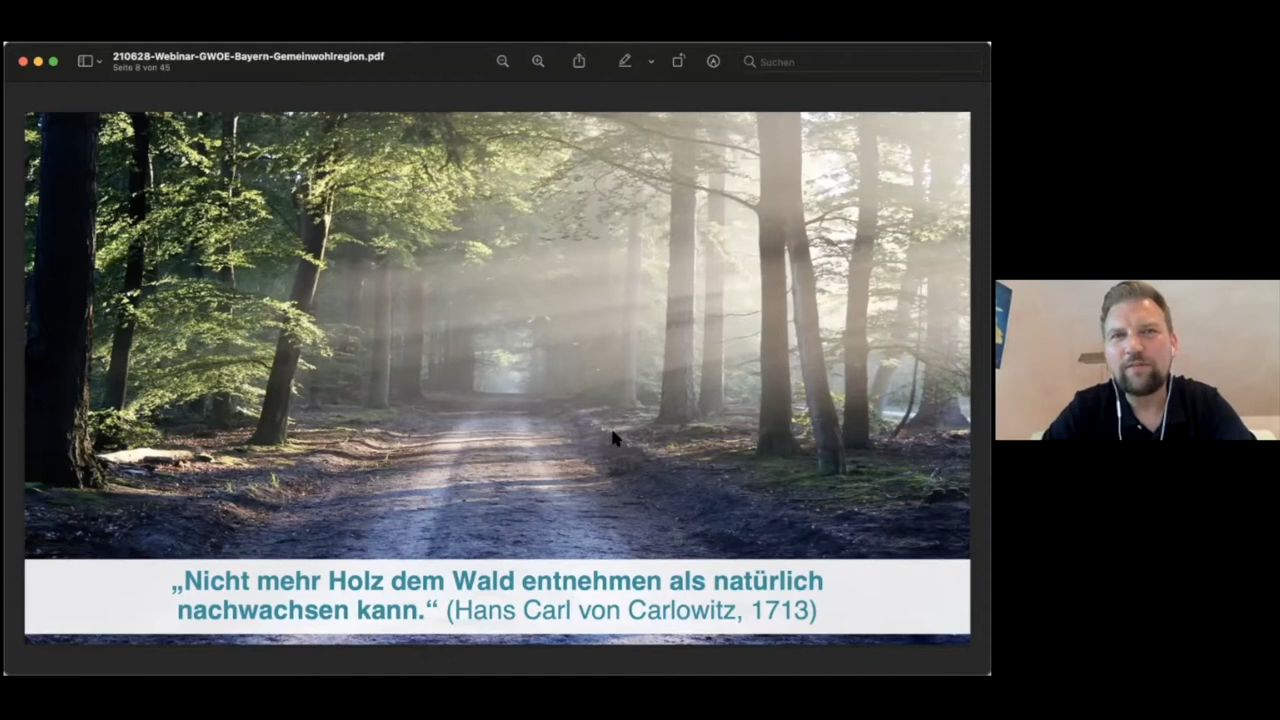 210628-Webinar-GWOE-Bayern-Gemeinwohlregion.pdf
Seite 8 von 45
Suchen
„Nicht mehr Holz dem Wald entnehmen als natürlich
nachwachsen kann.“ (Hans Carl von Carlowitz, 1713)